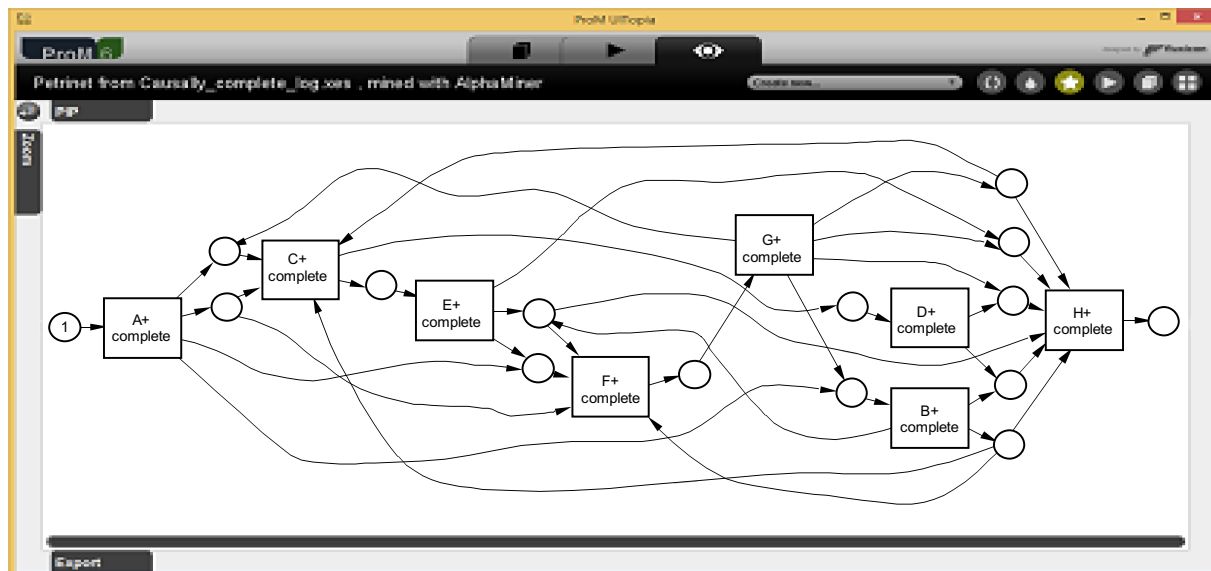 ProM UITopia
ProM 6
Petrinet from Causally_complete_log.xes , mined with AlphaMiner
Create new...
PIP
Zoom
1
A+
complete
C+
complete
E+
complete
F+
complete
G+
complete
D+
complete
B+
complete
H+
complete
Export